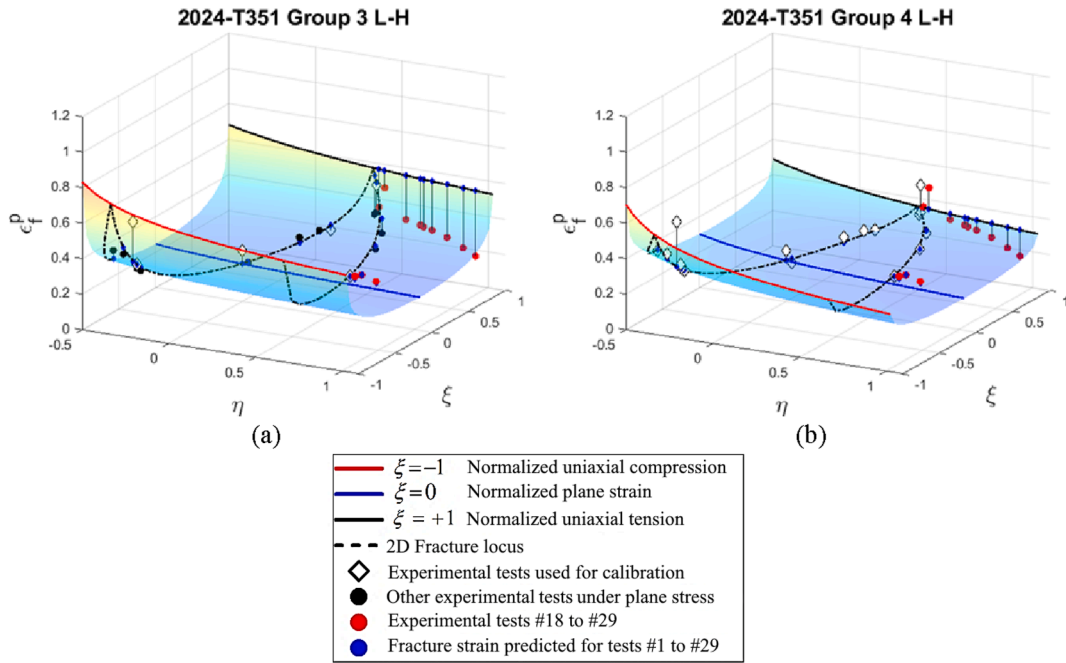 2024-T351 Group 3 L-H
2024-T351 Group 4 L-H
1.2
1
0.8
0.6
0.4
0.2
0
-0.5
0
0.5
1
-1
-0.5
0
0.5
1
ϵ_f^p
η
ξ
1.2
1
0.8
0.6
0.4
0.2
0
-0.5
0
0.5
1
-1
-0.5
0
0.5
1
ϵ_f^p
η
ξ
(a)
(b)
ξ=−1 Normalized uniaxial compression
ξ=0 Normalized plane strain
ξ = +1 Normalized uniaxial tension
2D Fracture locus
Experimental tests used for calibration
Other experimental tests under plane stress
Experimental tests #18 to #29
Fracture strain predicted for tests #1 to #29